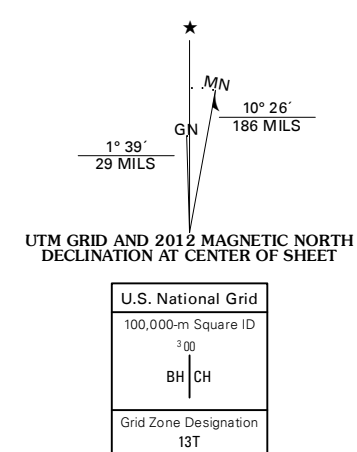 ★
MN
GN
10° 26´
186 MILS
1° 39´
29 MILS
UTM GRID AND 2012 MAGNETIC NORTH
DECLINATION AT CENTER OF SHEET
U.S. National Grid
100,000-m Square ID
³00
BH CH
Grid Zone Designation
13T